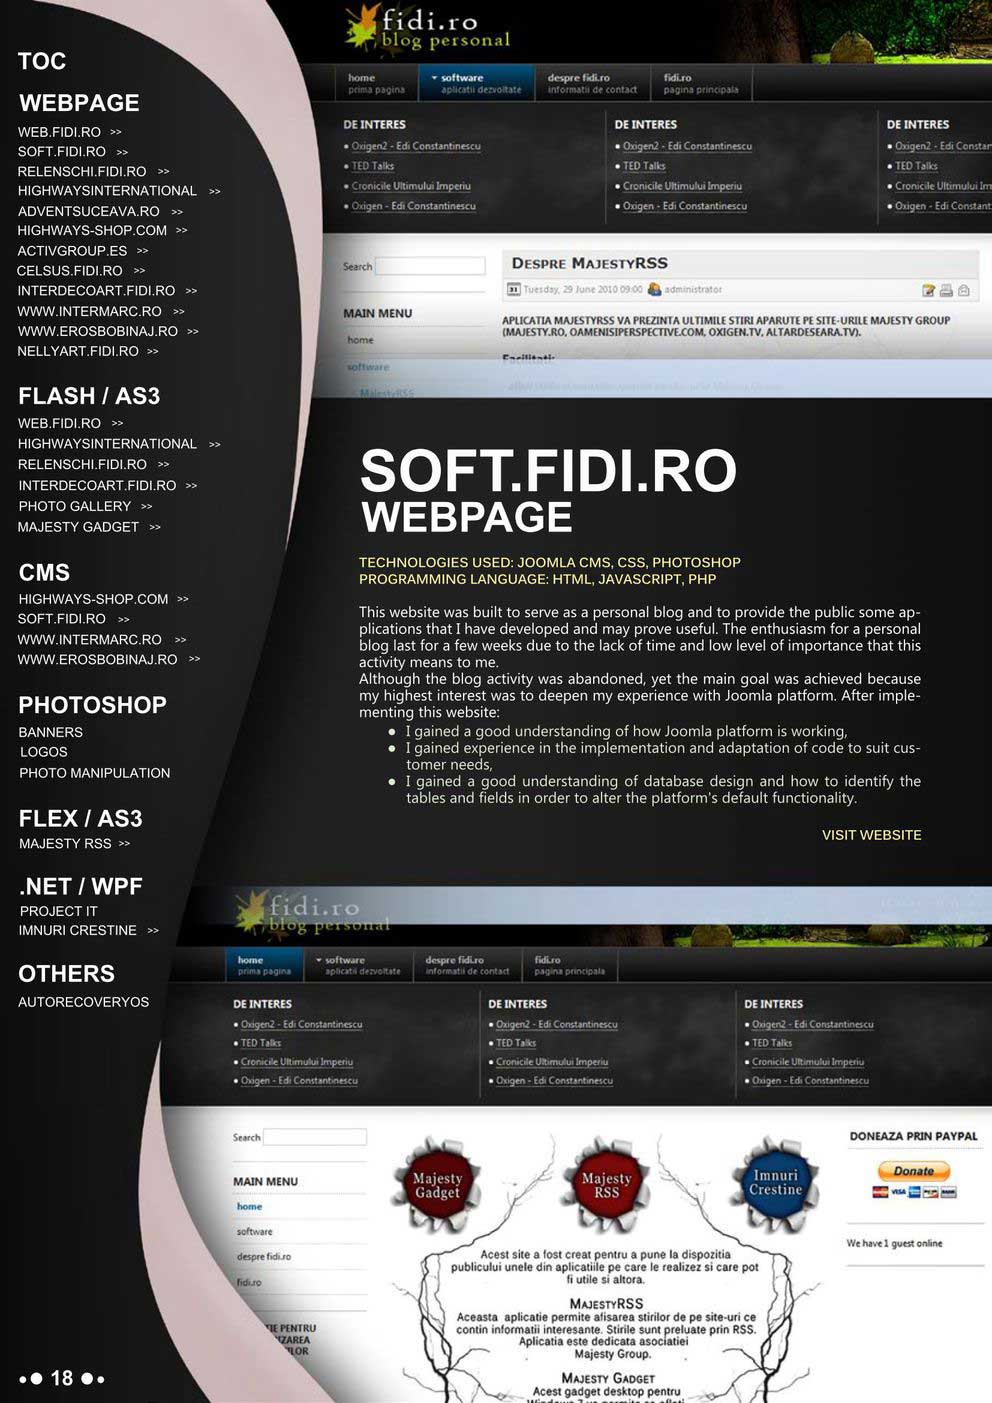 TOC
WEBPAGE
WEB.FIDI.RO >>
SOFT.FIDI.RO >>
RELENSCHI.FIDI.RO >>
HIGHWAYSINTERNATIONAL >>
ADVENTSUCEAVA.RO >>
HIGHWAYS-SHOP.COM >>
ACTIVGROUP.ES >>
CELSUS.FIDI.RO >>
INTERDECOART.FIDI.RO >>
WWW.INTERMARC.RO >>
WWW.EROSBOBINAJ.RO >>
NELLYART.FIDI.RO >>
FLASH / AS3
WEB.FIDI.RO >>
HIGHWAYSINTERNATIONAL >>
RELENSCHI.FIDI.RO >>
INTERDECOART.FIDI.RO >>
PHOTO GALLERY >>
MAJESTY GADGET >>
CMS
HIGHWAYS-SHOP.COM >>
SOFT.FIDI.RO >>
WWW.INTERMARC.RO >>
WWW.EROSBOBINAJ.RO >>
PHOTOSHOP
BANNERS
LOGOS
PHOTO MANIPULATION
FLEX / AS3
MAJESTY RSS >>
.NET / WPF
PROJECT IT
IMNURI CRESTINE >>
OTHERS
AUTORECOVERYOS
18
fidi.ro
blog personal
home software despre fidi.ro fidi.ro
prima pagina aplicatii dezvoltate informatii de contact pagina principala
DE INTERES DE INTERES DE INTERES
• Oxigen2 - Edi Constantinescu • Oxigen2 - Edi Constantinescu • Oxigen2 - Edi Constan
• TED Talks • TED Talks • TED Talks
• Cronicile Ultimului Imperiu • Cronicile Ultimului Imperiu • Cronicile Ultimului Im
• Oxigen - Edi Constantinescu • Oxigen - Edi Constantinescu • Oxigen - Edi Constant
Search
MAIN MENU
home
software
MajestyRSS
DESPRE MAJESTYRSS
31 Tuesday, 29 June 2010 09:00 administrator
APLICATIA MAJESTYRSS VA PREZINTA ULTIMILE STIRI APARUTE PE SITE-URILE MAJESTY GROUP
(MAJESTY.RO, OAMENISIPERSPECTIVE.COM, OXIGEN.TV, ALTARDESEARA.TV).
Facilitati:
SOFT.FIDI.RO
WEBPAGE
TECHNOLOGIES USED: JOOMLA CMS, CSS, PHOTOSHOP
PROGRAMMING LANGUAGE: HTML, JAVASCRIPT, PHP
This website was built to serve as a personal blog and to provide the public some ap-
plications that I have developed and may prove useful. The enthusiasm for a personal
blog last for a few weeks due to the lack of time and low level of importance that this
activity means to me.
Although the blog activity was abandoned, yet the main goal was achieved because
my highest interest was to deepen my experience with Joomla platform. After imple-
menting this website:
● I gained a good understanding of how Joomla platform is working,
● I gained experience in the implementation and adaptation of code to suit cus-
tomer needs,
● I gained a good understanding of database design and how to identify the
tables and fields in order to alter the platform's default functionality.
VISIT WEBSITE
fidi.ro
blog personal
home software despre fidi.ro fidi.ro
prima pagina aplicatii dezvoltate informatii de contact pagina principala
DE INTERES DE INTERES DE INTERES
• Oxigen2 - Edi Constantinescu • Oxigen2 - Edi Constantinescu • Oxigen2 - Edi Constantinescu
• TED Talks • TED Talks • TED Talks
• Cronicile Ultimului Imperiu • Cronicile Ultimului Imperiu • Cronicile Ultimului Imperiu
• Oxigen - Edi Constantinescu • Oxigen - Edi Constantinescu • Oxigen - Edi Constantinescu
Search
MAIN MENU
home
software
despre fidi.ro
fidi.ro
IE PENTRU
Majesty
Gadget
Majesty
RSS
Imnuri
Crestine
Acest site a fost creat pentru a pune la dispozitia
publicului unele din aplicatiile pe care le realizez si care pot
fi utile si altora.
MAJESTYRSS
Aceasta aplicatie permite afisarea stirilor de pe site-uri ce
contin informatii interesante. Stirile sunt preluate prin RSS.
Aplicatia este dedicata asociatiei
Majesty Group.
MAJESTY GADGET
Acest gadget desktop pentru
DONEAZA PRIN PAYPAL
Donate
VISA
BANK
We have 1 guest online